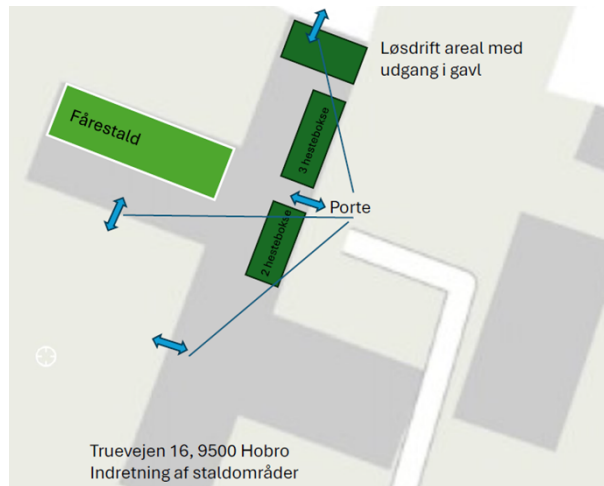 Løsdrift areal med
udgang i gavl
Fårestald
3 hestebokse
Porte
2 hestebokse
Truevejen 16, 9500 Hobro
Indretning af staldområder